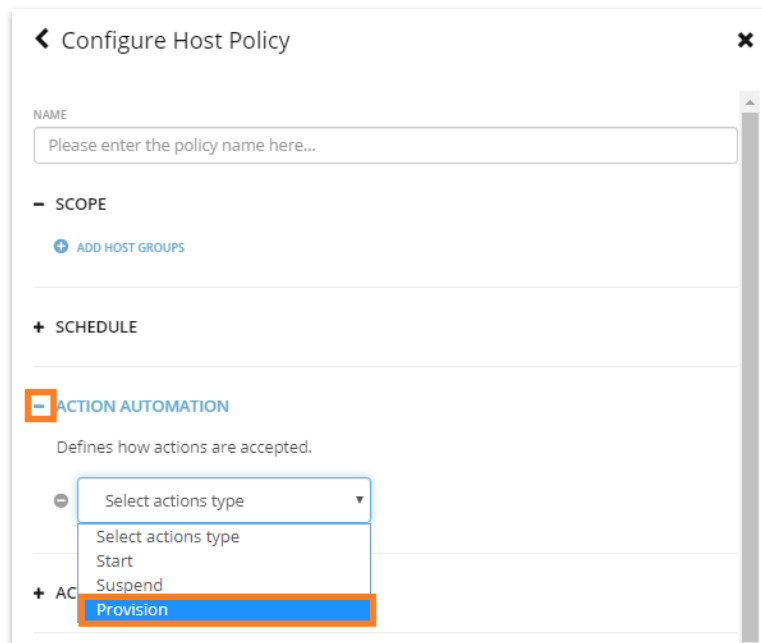 Configure Host Policy
NAME
Please enter the policy name here...
SCOPE
ADD HOST GROUPS
SCHEDULE
ACTION AUTOMATION
Defines how actions are accepted.
Select actions type
Select actions type
Start
Suspend
Provision